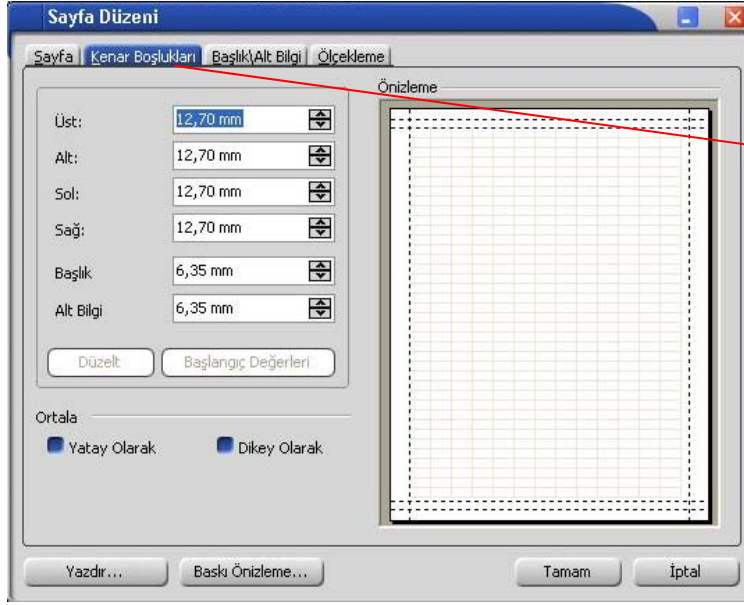 Sayfa Düzeni
Sayfa Kenar Boşlukları Başlık\Alt Bilgi Ölçekleme
Önizleme
Üst: 12,70 mm
Alt: 12,70 mm
Sol: 12,70 mm
Sağ: 12,70 mm
Başlık 6,35 mm
Alt Bilgi 6,35 mm
Düzelt Başlangıç Değerleri
Ortala
Yatay Olarak Dikey Olarak
Yazdır... Baskı Önizleme... Tamam İptal